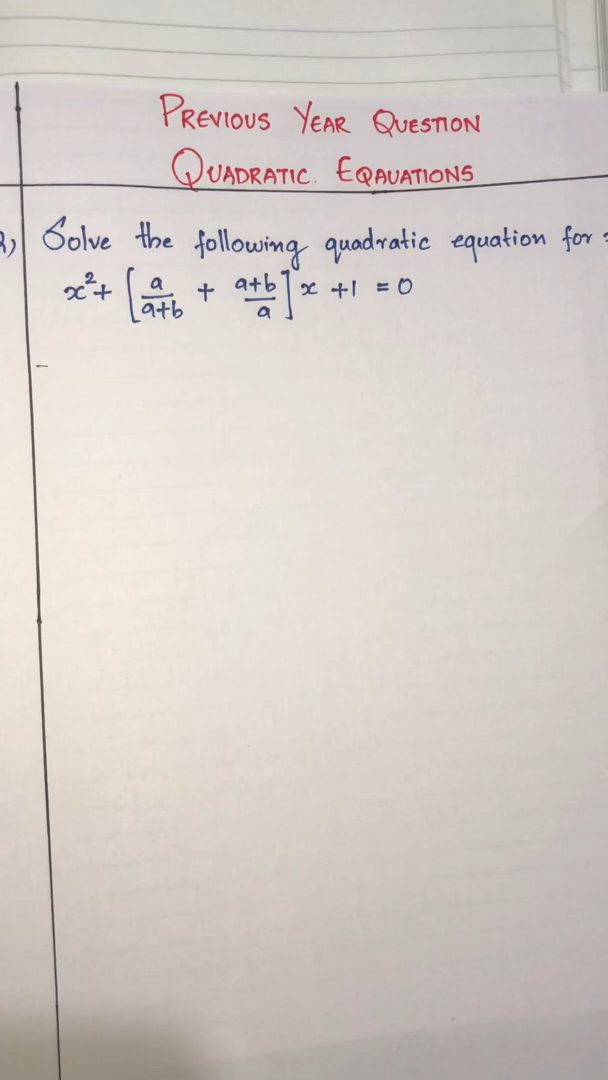 PREVIOUS YEAR QUESTION
QUADRATIC EQAUATIONS
Solve the following quadratic equation for
x²+ [a/a+b + a+b/a] x +1 = 0